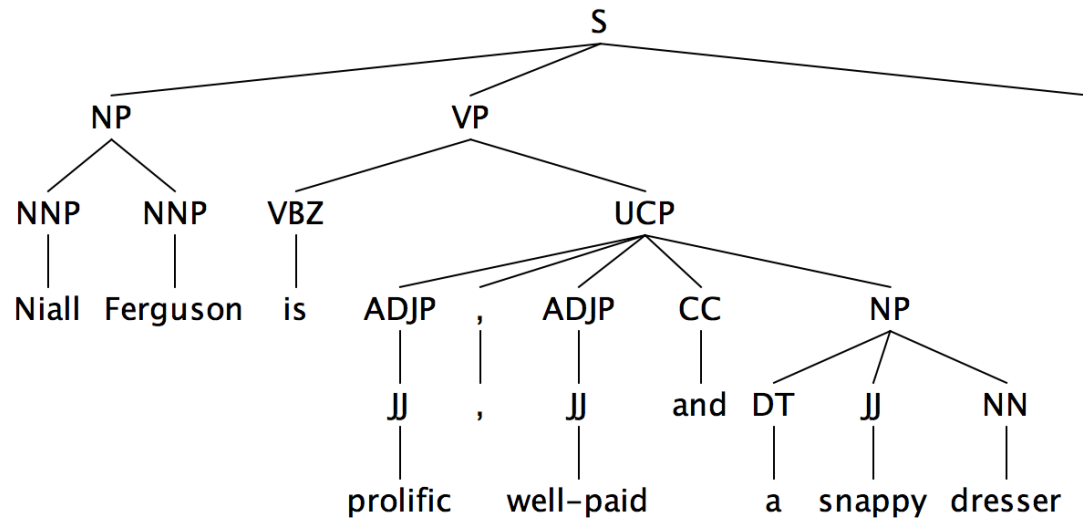 S
NP VP
NNP NNP VBZ UCP
Niall Ferguson is ADJP , ADJP CC NP
JJ , JJ and DT JJ NN
prolific well-paid a snappy dresser